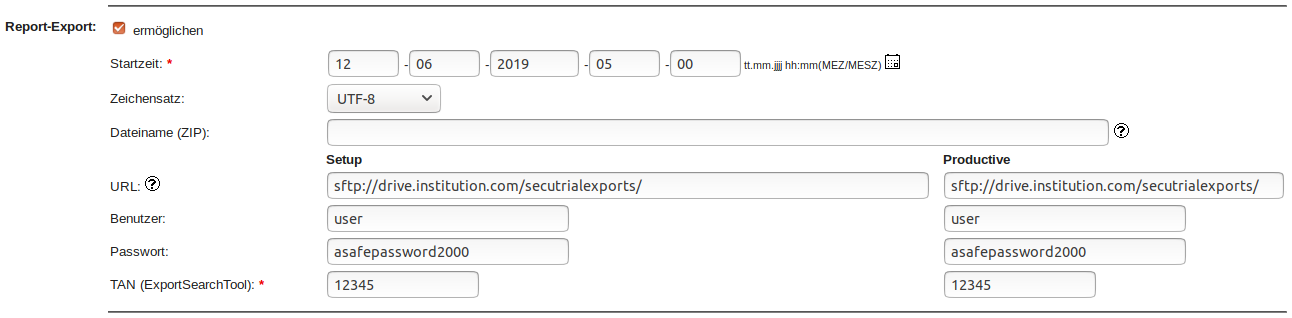 Report-Export: ermöglichen
Startzeit: * 12 - 06 - 2019 - 05 - 00 tt.mm.jjjj hh:mm(MEZ/MESZ)
Zeichensatz: UTF-8
Dateiname (ZIP): ?
Setup Productive
URL: ? sftp://drive.institution.com/secutrialexports/ sftp://drive.institution.com/secutrialexports/
Benutzer: user user
Passwort: asafepassword2000 asafepassword2000
TAN (ExportSearchTool): * 12345 12345